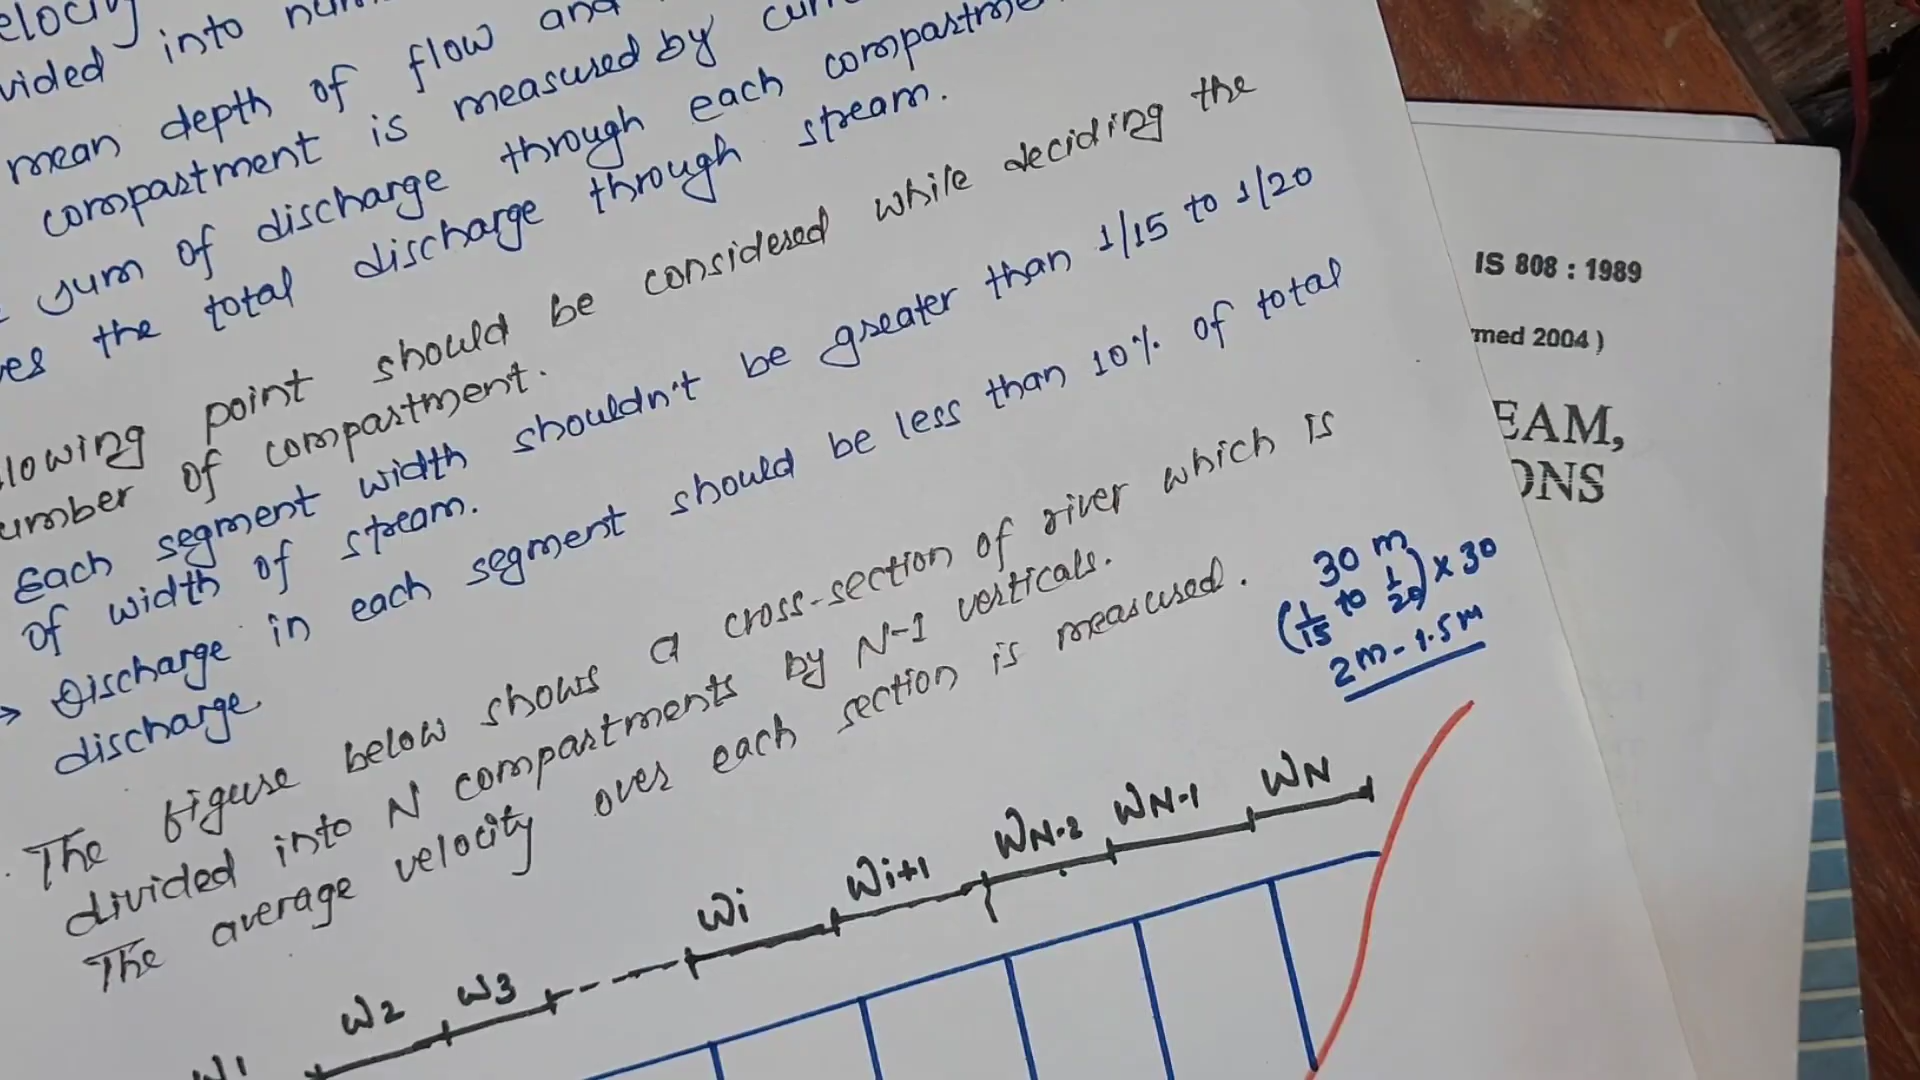 into
mean depth of flow and
compartment is measured by
sum of discharge through each
the total discharge through stream.
point should be considered while deciding the
of compartment.
Each segment width shouldn't be greater than 1/15 to 1/20
of width of stream.
→ Discharge in each segment should be less than 10% of total
discharge
The figure below shows a cross-section of river which is
divided into N compartments by N-1 verticals.
The average velocity over each section is measured.
30 m
(1/15 to 1/20) x 30
2m - 1.5m
W1 W2 W3 Wi Wi+1 WN-2 WN-1 WN
IS 808 : 1989
med 2004 )
EAM,
ONS